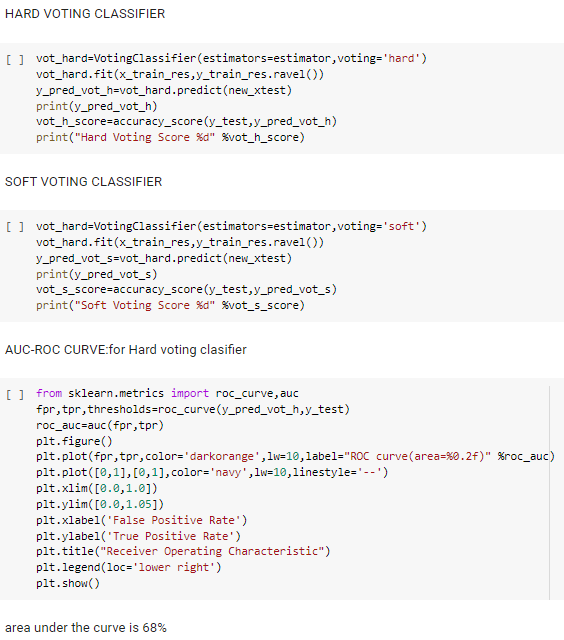 HARD VOTING CLASSIFIER
[ ] vot_hard=VotingClassifier(estimators=estimator,voting='hard')
vot_hard.fit(x_train_res,y_train_res.ravel())
y_pred_vot_h=vot_hard.predict(new_xtest)
print(y_pred_vot_h)
vot_h_score=accuracy_score(y_test,y_pred_vot_h)
print("Hard Voting Score %d" %vot_h_score)
SOFT VOTING CLASSIFIER
[ ] vot_hard=VotingClassifier(estimators=estimator,voting='soft')
vot_hard.fit(x_train_res,y_train_res.ravel())
y_pred_vot_s=vot_hard.predict(new_xtest)
print(y_pred_vot_s)
vot_s_score=accuracy_score(y_test,y_pred_vot_s)
print("Soft Voting Score %d" %vot_s_score)
AUC-ROC CURVE:for Hard voting clasifier
[ ] from sklearn.metrics import roc_curve,auc
fpr,tpr,thresholds=roc_curve(y_pred_vot_h,y_test)
roc_auc=auc(fpr,tpr)
plt.figure()
plt.plot(fpr,tpr,color='darkorange',lw=10,label="ROC curve(area=%0.2f)" %roc_auc)
plt.plot([0,1],[0,1],color='navy',lw=10,linestyle='--')
plt.xlim([0.0,1.0])
plt.ylim([0.0,1.05])
plt.xlabel('False Positive Rate')
plt.ylabel('True Positive Rate')
plt.title("Receiver Operating Characteristic")
plt.legend(loc='lower right')
plt.show()
area under the curve is 68%